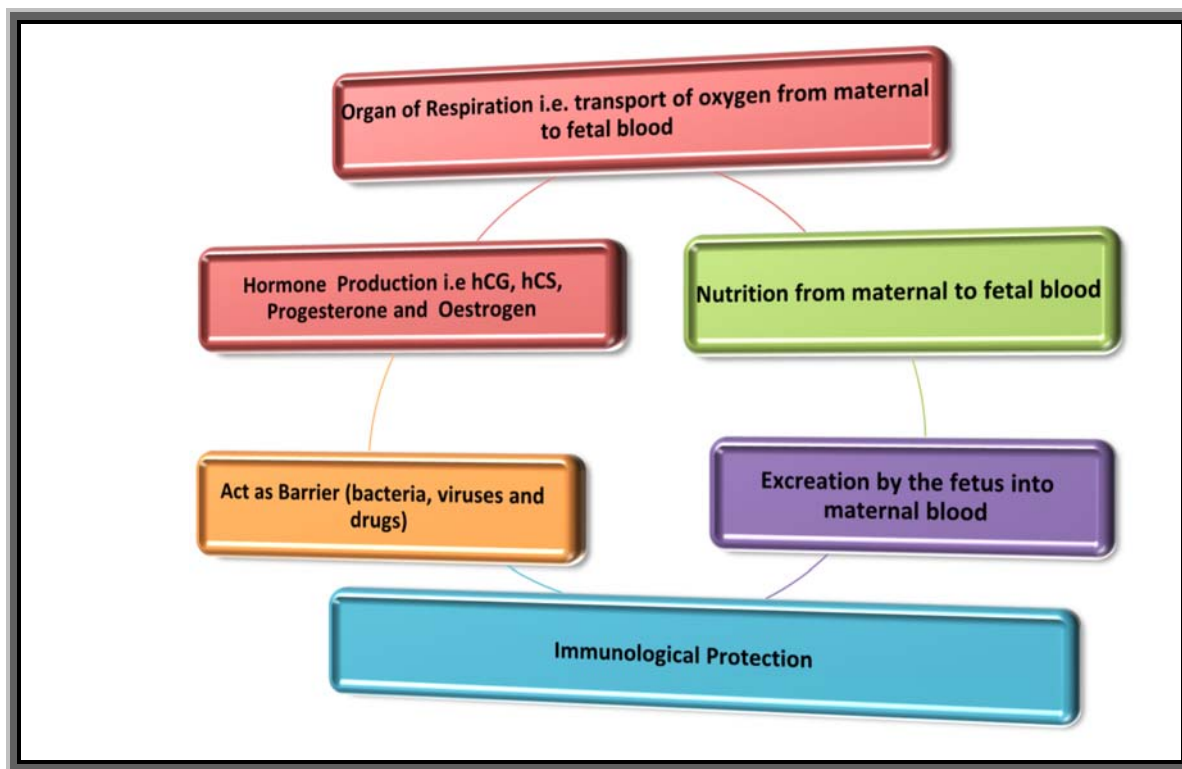 Organ of Respiration i.e. transport of oxygen from maternal
to fetal blood
Hormone Production i.e hCG, hCS,
Progesterone and Oestrogen
Nutrition from maternal to fetal blood
Act as Barrier (bacteria, viruses and
drugs)
Excreation by the fetus into
maternal blood
Immunological Protection